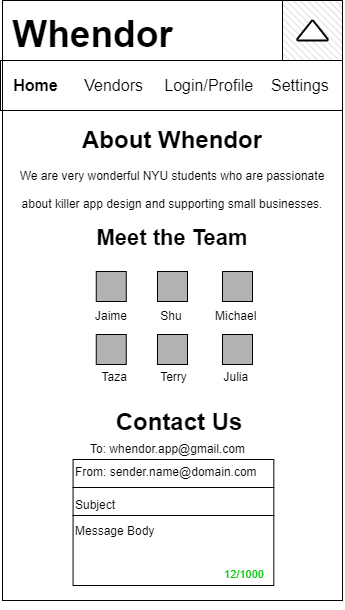 Whendor
Home Vendors Login/Profile Settings
About Whendor
We are very wonderful NYU students who are passionate
about killer app design and supporting small businesses.
Meet the Team
Jaime Shu Michael
Taza Terry Julia
Contact Us
To: whendor.app@gmail.com
From: sender.name@domain.com
Subject
Message Body
12/1000